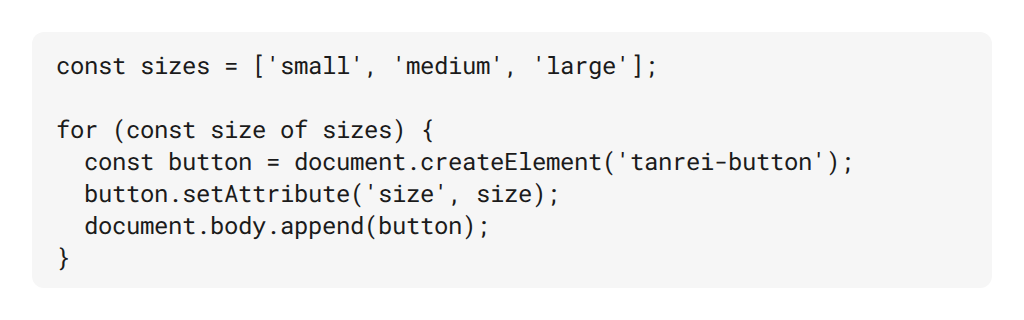 const sizes = ['small', 'medium', 'large'];

for (const size of sizes) {
  const button = document.createElement('tanrei-button');
  button.setAttribute('size', size);
  document.body.append(button);
}